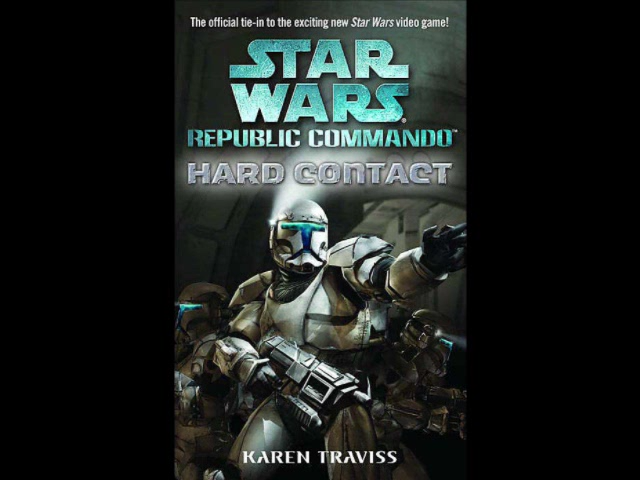 The official tie-in to the exciting new Star Wars video game!
STAR
WARS®
REPUBLIC COMMANDO™
HARD CONTACT
KAREN TRAVISS